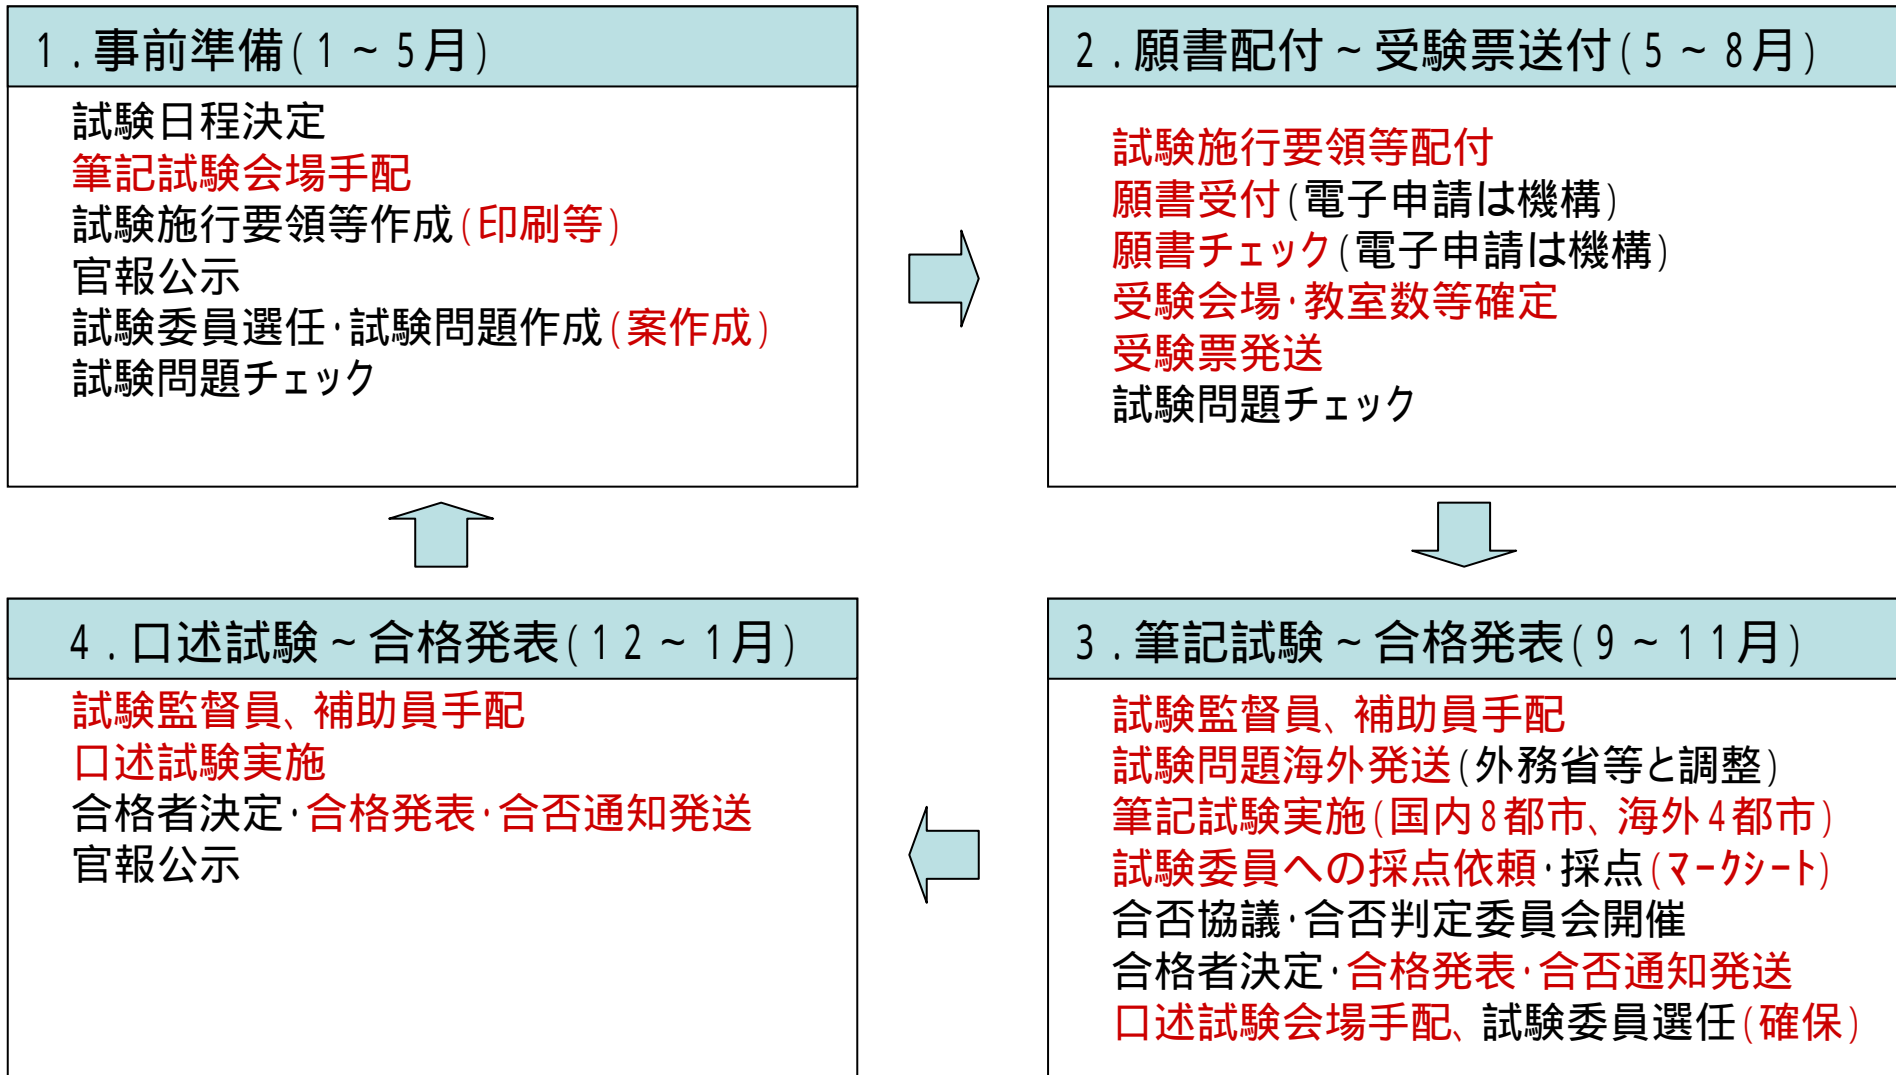 1．事前準備(1～5月)
試験日程決定
筆記試験会場手配
試験施行要領等作成(印刷等)
官報公示
試験委員選任・試験問題作成(案作成)
試験問題チェック
2．願書配付～受験票送付(5～8月)
試験施行要領等配付
願書受付(電子申請は機構)
願書チェック(電子申請は機構)
受験会場・教室数等確定
受験票発送
試験問題チェック
3．筆記試験～合格発表(9～11月)
試験監督員、補助員手配
試験問題海外発送(外務省等と調整)
筆記試験実施(国内8都市、海外4都市)
試験委員への採点依頼・採点(マークシート)
合否協議・合否判定委員会開催
合格者決定・合格発表・合否通知発送
口述試験会場手配、試験委員選任(確保)
4．口述試験～合格発表(12～1月)
試験監督員、補助員手配
口述試験実施
合格者決定・合格発表・合否通知発送
官報公示